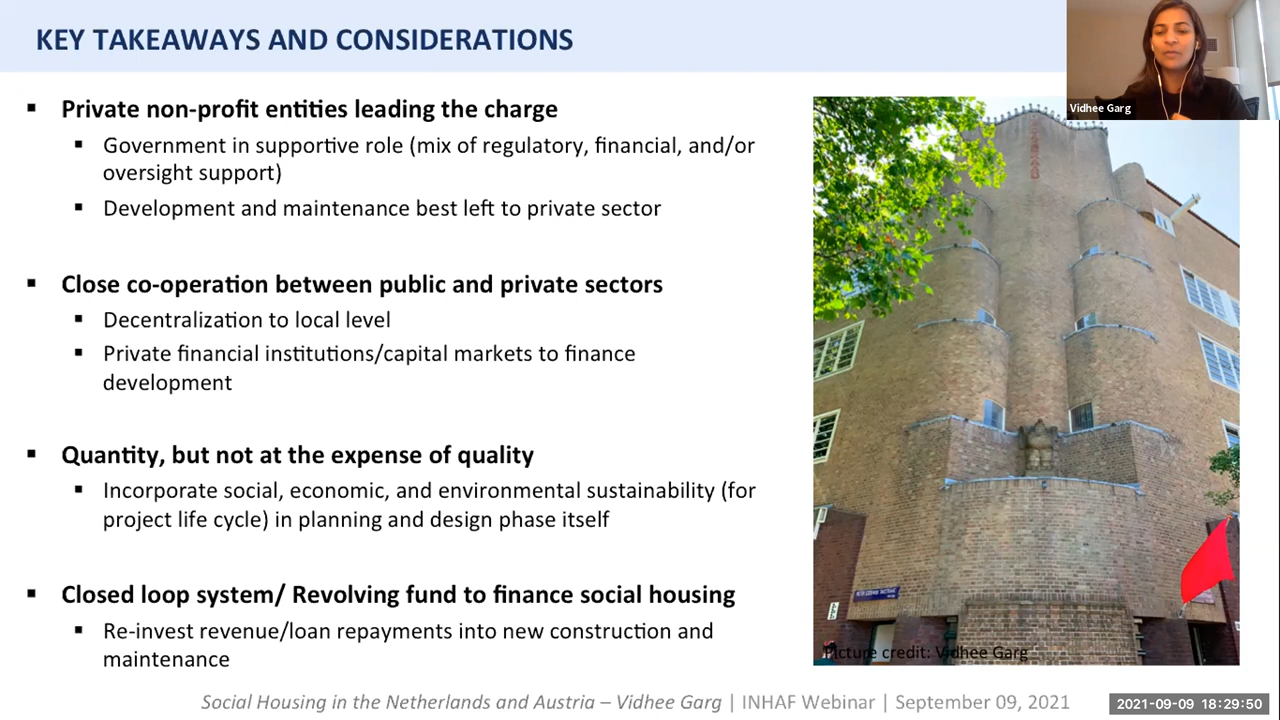 KEY TAKEAWAYS AND CONSIDERATIONS
Vidhee Garg
▪ Private non-profit entities leading the charge
▪ Government in supportive role (mix of regulatory, financial, and/or
oversight support)
▪ Development and maintenance best left to private sector
▪ Close co-operation between public and private sectors
▪ Decentralization to local level
▪ Private financial institutions/capital markets to finance
development
▪ Quantity, but not at the expense of quality
▪ Incorporate social, economic, and environmental sustainability (for
project life cycle) in planning and design phase itself
▪ Closed loop system/ Revolving fund to finance social housing
▪ Re-invest revenue/loan repayments into new construction and
maintenance
Picture credit: Vidhee Garg
Social Housing in the Netherlands and Austria – Vidhee Garg | INHAF Webinar | September 09, 2021
2021-09-09 18:29:50